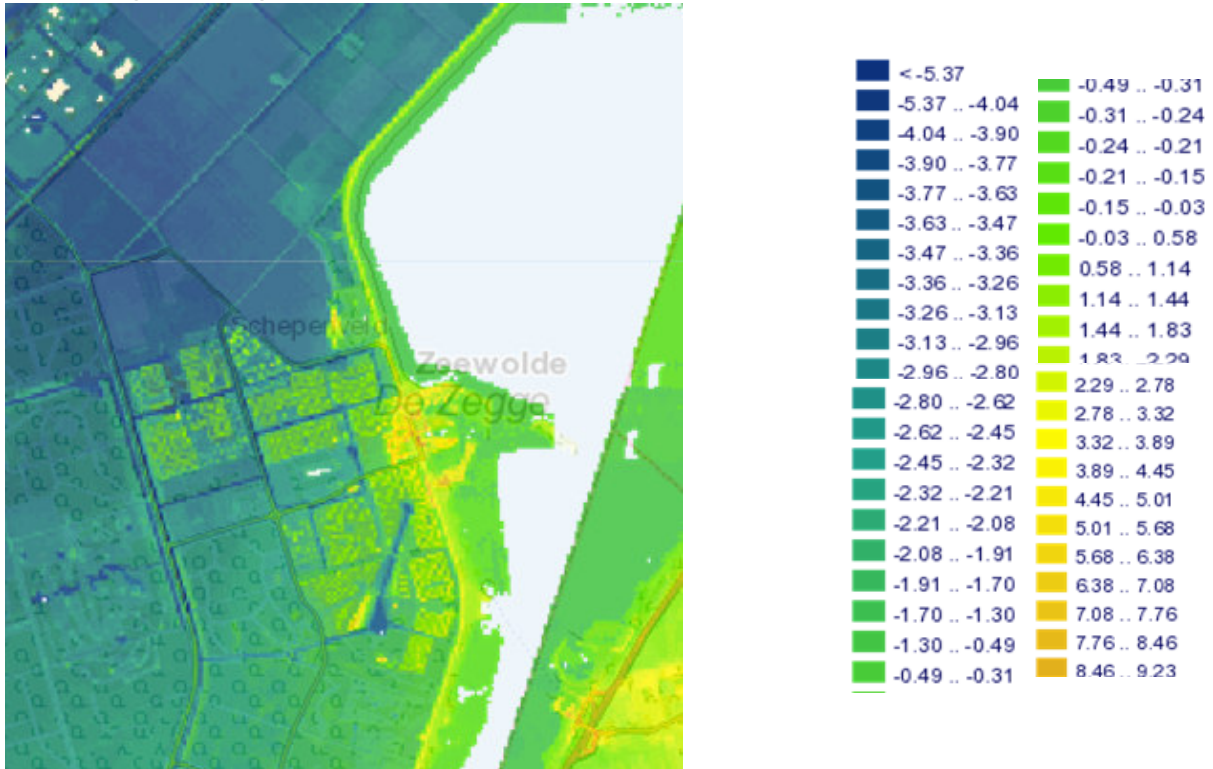 Schepenveld
Zeewolde
De Zegge
< -5.37
-5.37 .. -4.04
-4.04 .. -3.90
-3.90 .. -3.77
-3.77 .. -3.63
-3.63 .. -3.47
-3.47 .. -3.36
-3.36 .. -3.26
-3.26 .. -3.13
-3.13 .. -2.96
-2.96 .. -2.80
-2.80 .. -2.62
-2.62 .. -2.45
-2.45 .. -2.32
-2.32 .. -2.21
-2.21 .. -2.08
-2.08 .. -1.91
-1.91 .. -1.70
-1.70 .. -1.30
-1.30 .. -0.49
-0.49 .. -0.31
-0.49 .. -0.31
-0.31 .. -0.24
-0.24 .. -0.21
-0.21 .. -0.15
-0.15 .. -0.03
-0.03 .. 0.58
0.58 .. 1.14
1.14 .. 1.44
1.44 .. 1.83
1.83 .. 2.29
2.29 .. 2.78
2.78 .. 3.32
3.32 .. 3.89
3.89 .. 4.45
4.45 .. 5.01
5.01 .. 5.68
5.68 .. 6.38
6.38 .. 7.08
7.08 .. 7.76
7.76 .. 8.46
8.46 .. 9.23